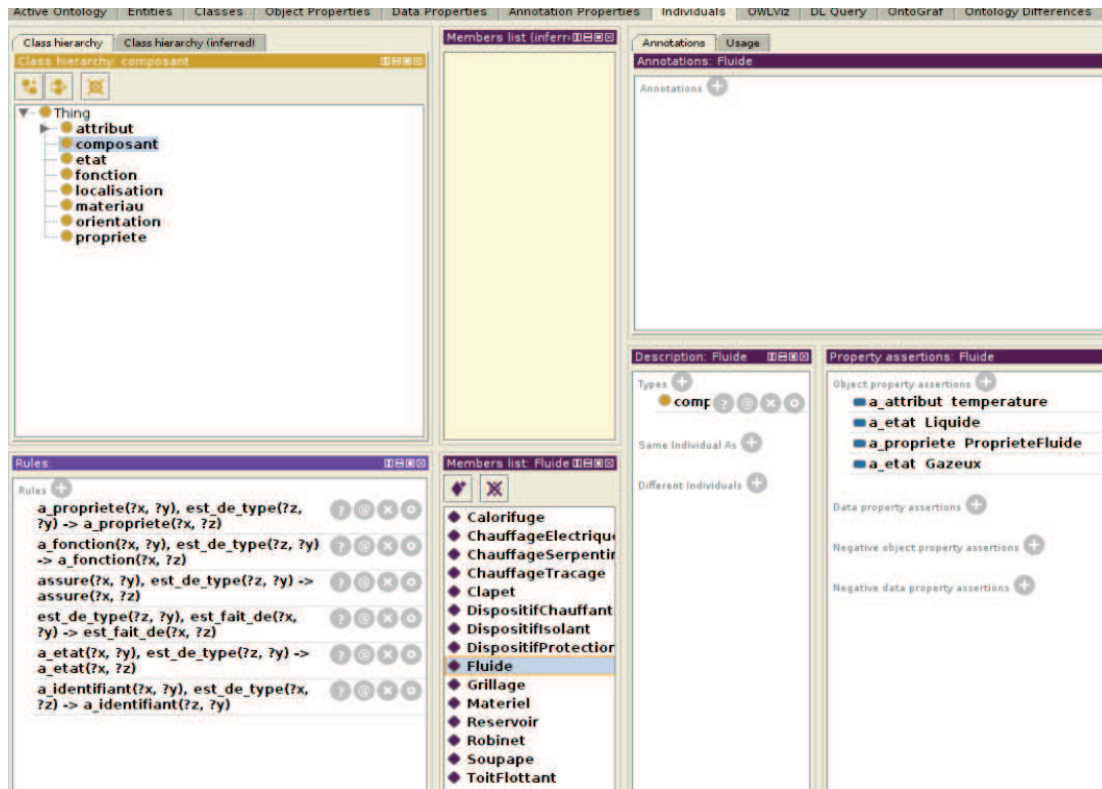 Active Ontology Entities Classes Object Properties Data Properties Annotation Properties Individuals OWLViz DL Query OntoGraf Ontology Differences
Class hierarchy Class hierarchy (inferred)
Class hierarchy: composant
Thing
attribut
composant
etat
fonction
localisation
materiau
orientation
propriete
Members list (inferr
Annotations Usage
Annotations: Fluide
Annotations
Rules:
Rules
a_propriete(?x, ?y), est_de_type(?z,
?y) -> a_propriete(?x, ?z)
a_fonction(?x, ?y), est_de_type(?z, ?y)
-> a_fonction(?x, ?z)
assure(?x, ?y), est_de_type(?z, ?y) ->
assure(?x, ?z)
est_de_type(?z, ?y), est_fait_de(?x,
?y) -> est_fait_de(?x, ?z)
a_etat(?x, ?y), est_de_type(?z, ?y) ->
a_etat(?x, ?z)
a_identifiant(?x, ?y), est_de_type(?x,
?z) -> a_identifiant(?z, ?y)
Members list: Fluide
Calorifuge
ChauffageElectrique
ChauffageSerpentin
ChauffageTracage
Clapet
DispositifChauffant
DispositifIsolant
DispositifProtection
Fluide
Grillage
Materiel
Reservoir
Robinet
Soupape
ToitFlottant
Description: Fluide
Types
comp
Same Individual As
Different Individuals
Property assertions: Fluide
Object property assertions
a_attribut temperature
a_etat Liquide
a_propriete ProprieteFluide
a_etat Gazeux
Data property assertions
Negative object property assertions
Negative data property assertions